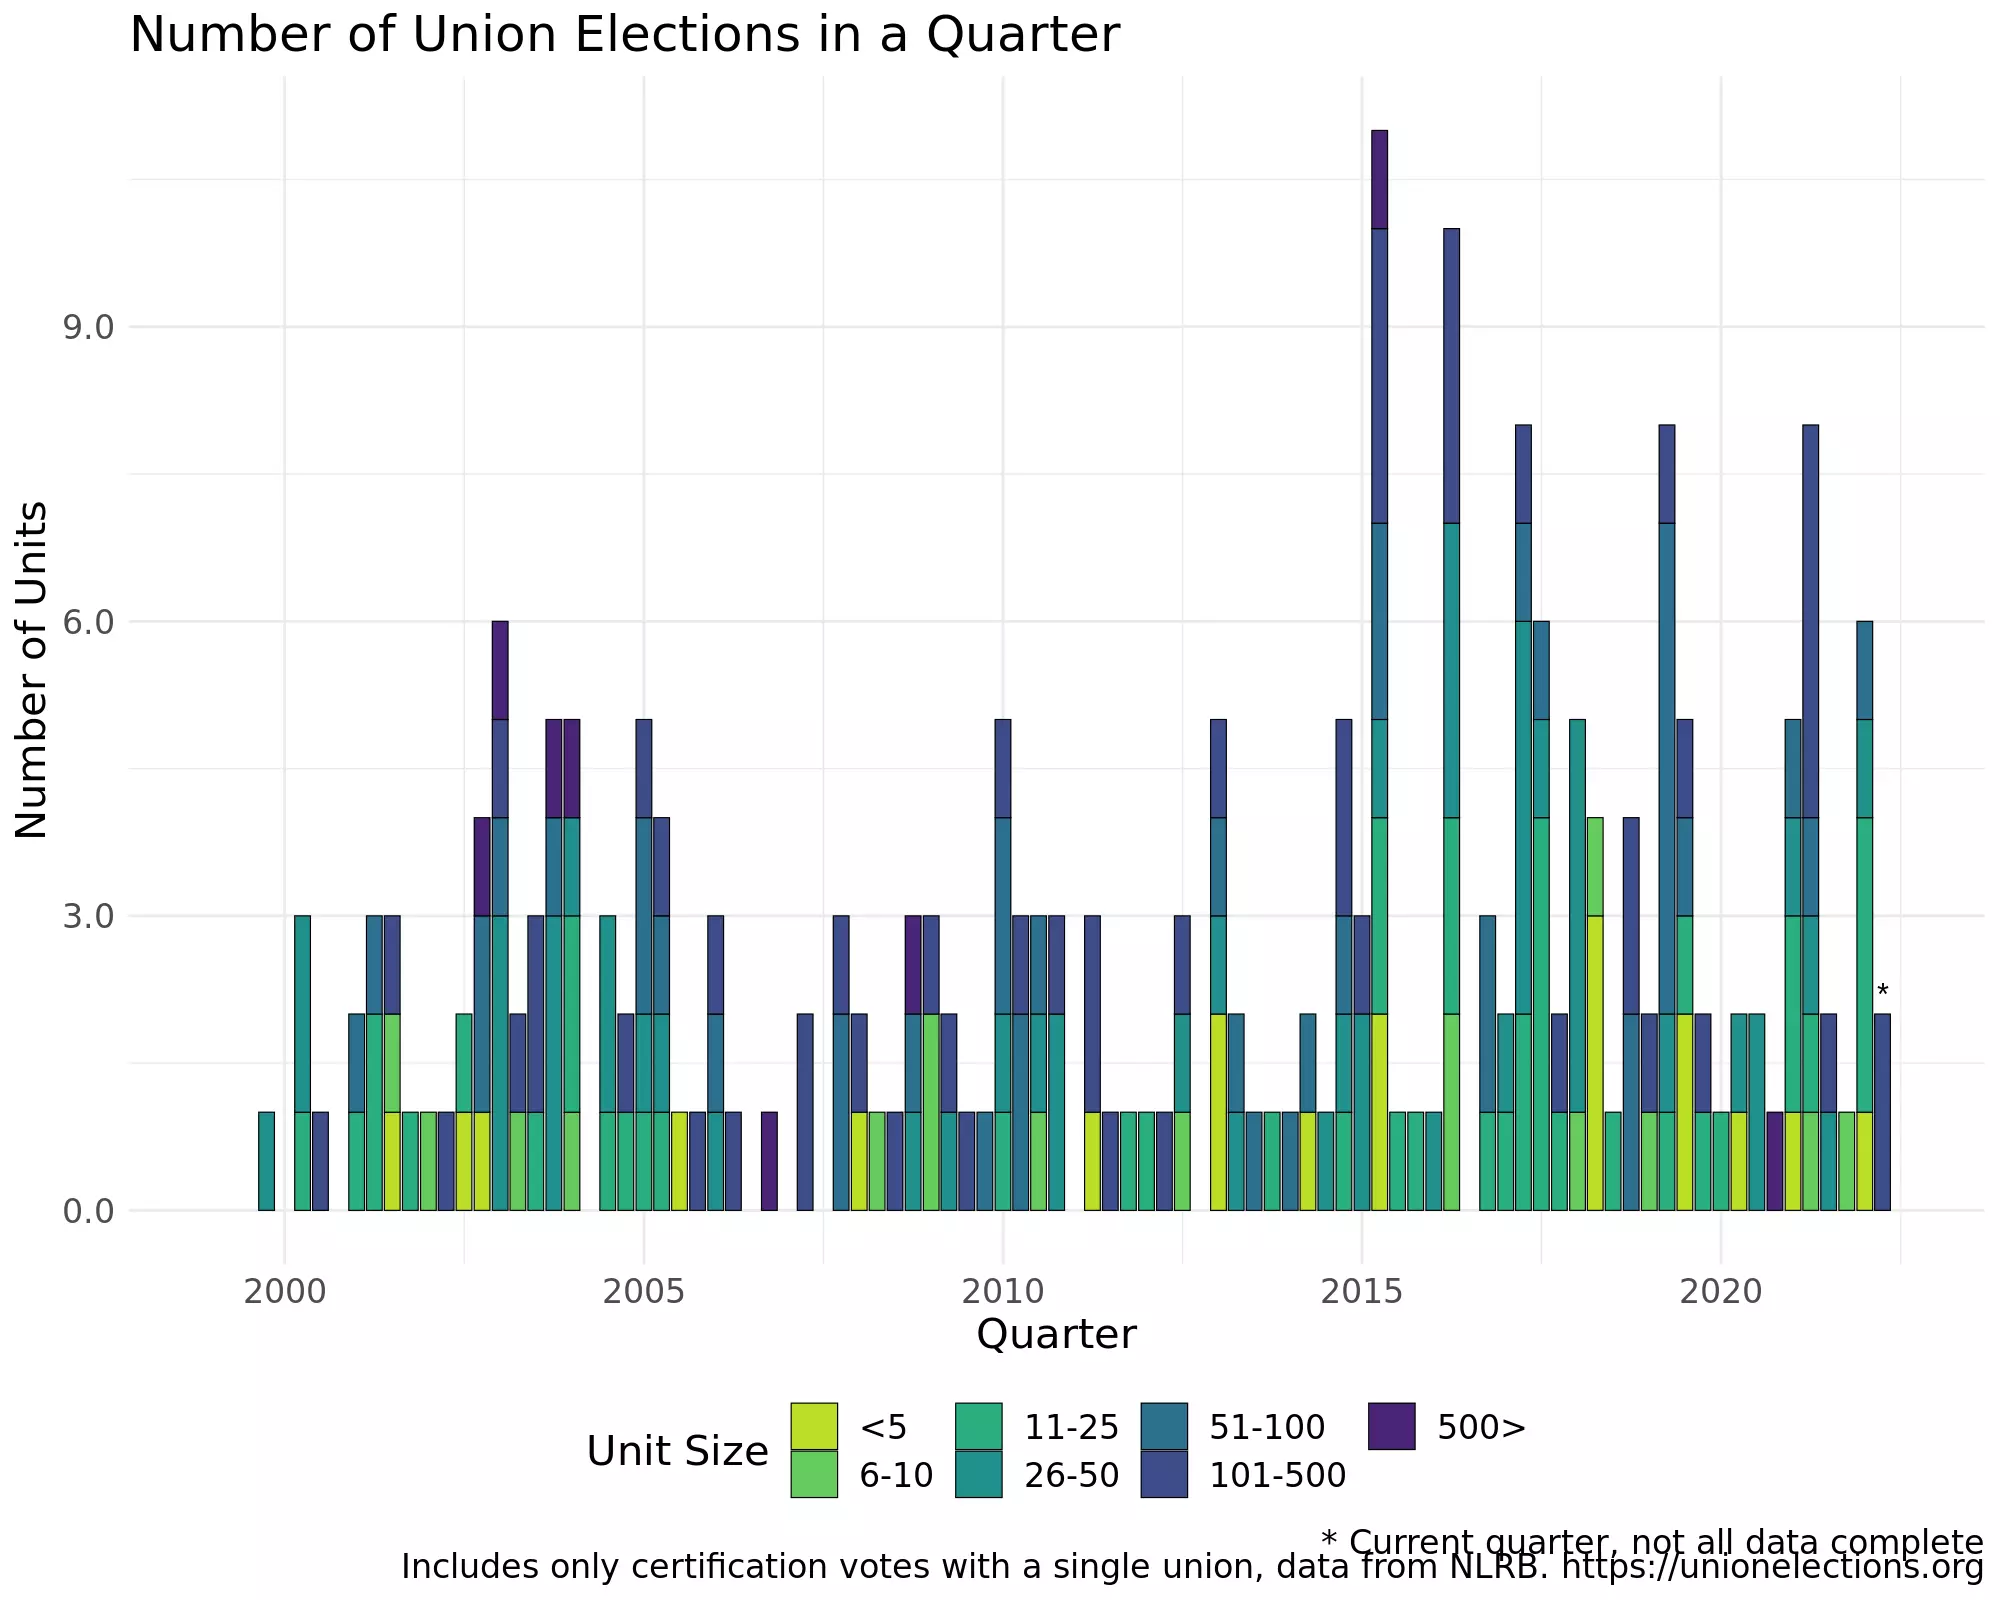 Number of Union Elections in a Quarter
Number of Units
9.0
6.0
3.0
0.0
*
2000 2005 2010 2015 2020
Quarter
Unit Size
<5 11-25 51-100 500>
6-10 26-50 101-500
* Current quarter, not all data complete
Includes only certification votes with a single union, data from NLRB. https://unionelections.org